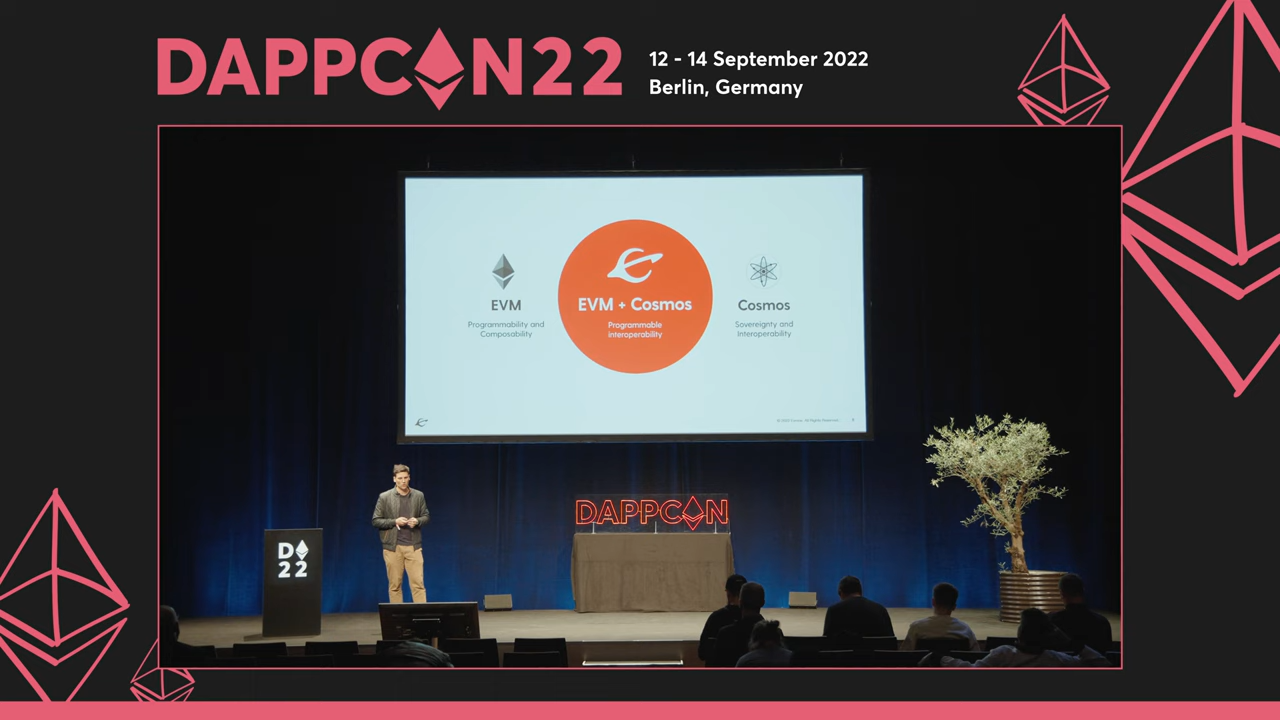 DAPPCON22
12 - 14 September 2022
Berlin, Germany
EVM
Programmability and
Composability
EVM + Cosmos
Programmable
interoperability
Cosmos
Sovereignty and
Interoperability
DAPPCON
D
22